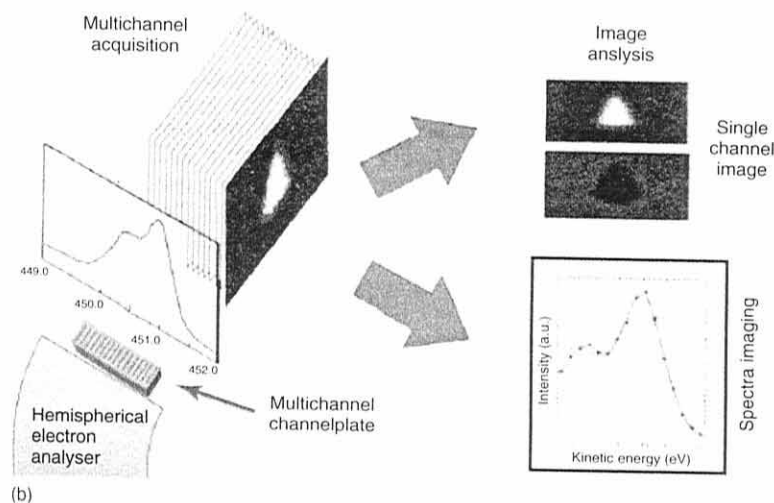 Multichannel
acquisition
Image
anslysis
Single
channel
image
449.0
450.0
451.0
452.0
Multichannel
channelplate
Hemispherical
electron
analyser
Intensity (a.u.)
Kinetic energy (eV)
Spectra imaging
(b)